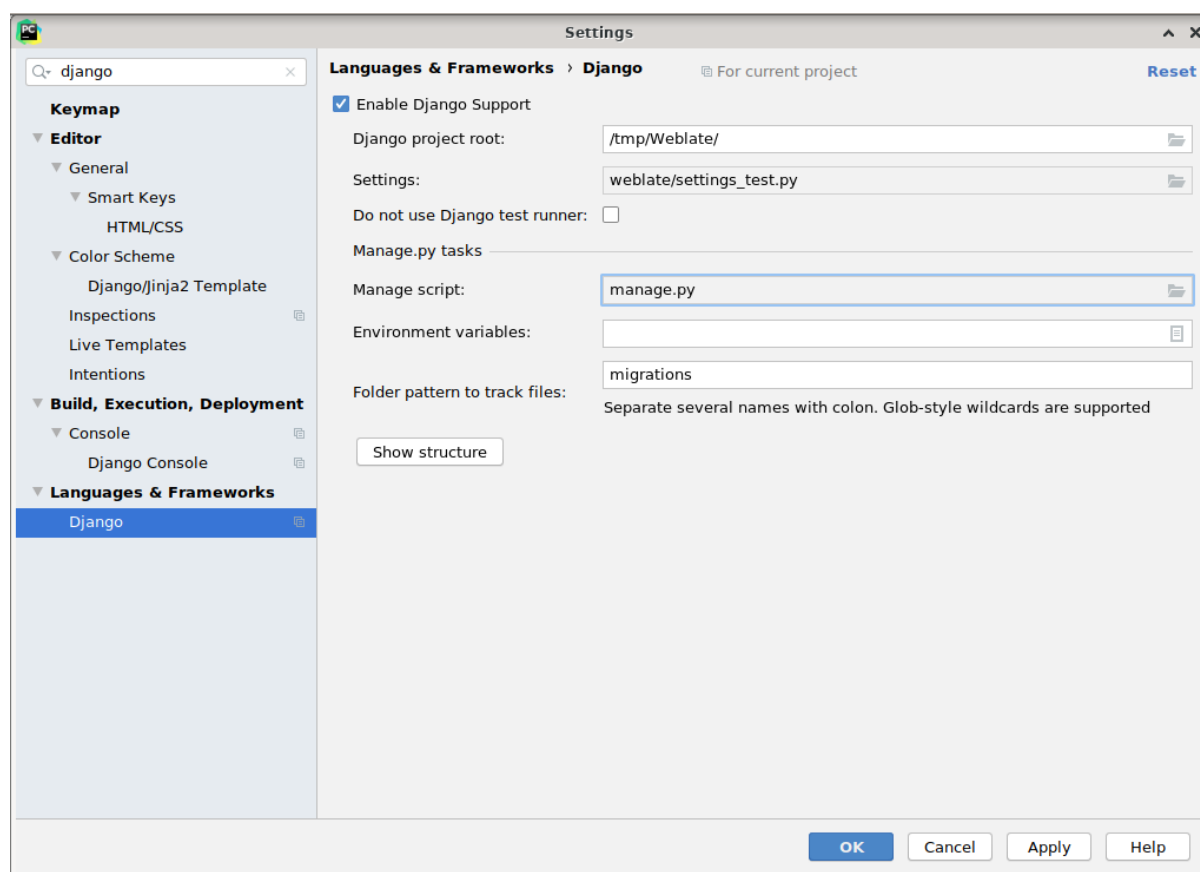 PC
Settings
django
Keymap
Editor
General
Smart Keys
HTML/CSS
Color Scheme
Django/Jinja2 Template
Inspections
Live Templates
Intentions
Build, Execution, Deployment
Console
Django Console
Languages & Frameworks
Django
Languages & Frameworks › Django For current project Reset
Enable Django Support
Django project root: /tmp/Weblate/
Settings: weblate/settings_test.py
Do not use Django test runner:
Manage.py tasks
Manage script: manage.py
Environment variables:
Folder pattern to track files: migrations
Separate several names with colon. Glob-style wildcards are supported
Show structure
OK Cancel Apply Help